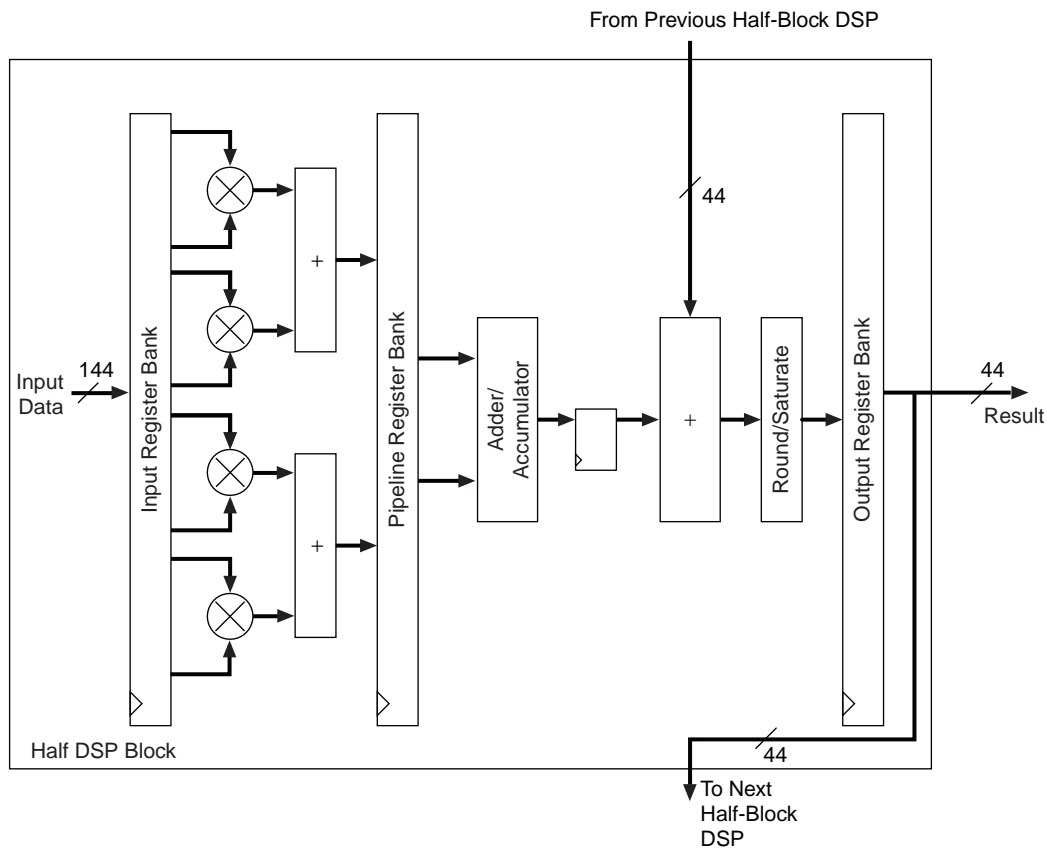 From Previous Half-Block DSP
44
+
144
Input
Data
Input Register Bank
Pipeline Register Bank
Adder/
Accumulator
+
Round/Saturate
Output Register Bank
44
Result
+
Half DSP Block
44
To Next
Half-Block
DSP